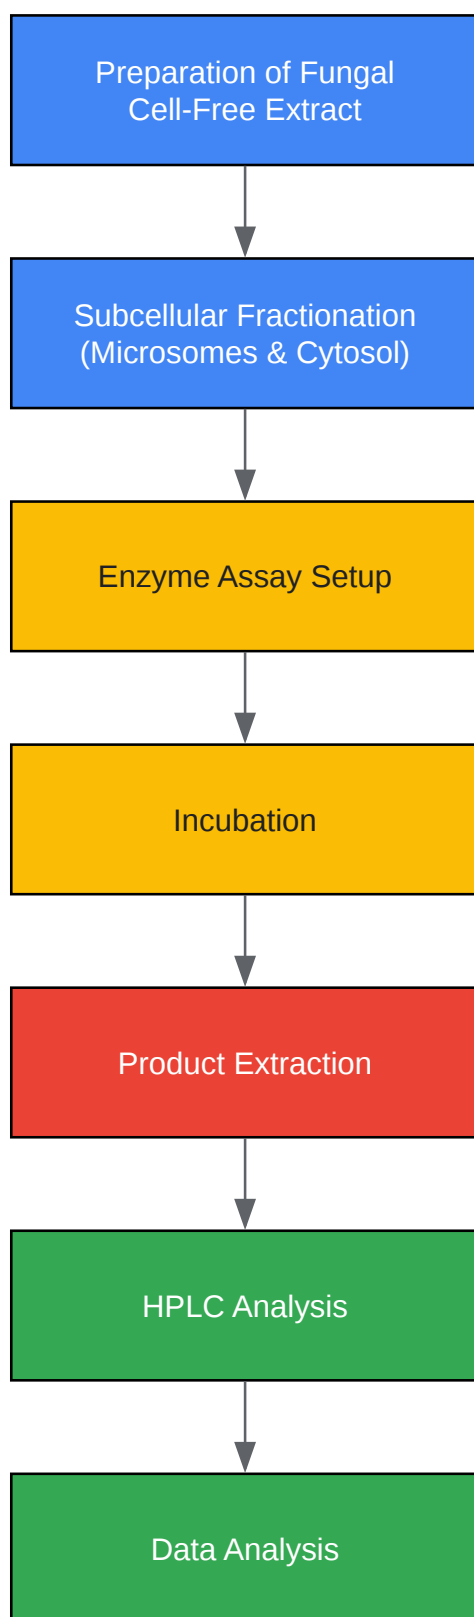 Preparation of Fungal
Cell-Free Extract
Subcellular Fractionation
(Microsomes & Cytosol)
Enzyme Assay Setup
Incubation
Product Extraction
HPLC Analysis
Data Analysis